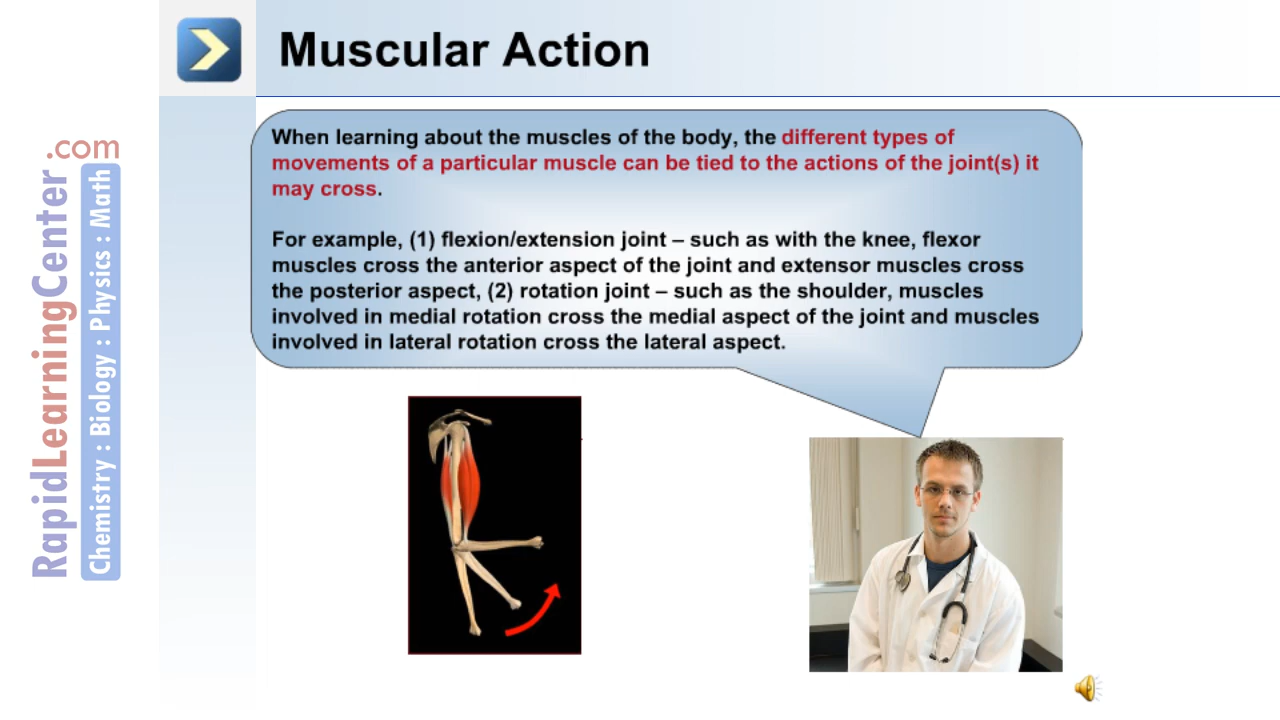 Muscular Action
When learning about the muscles of the body, the different types of
movements of a particular muscle can be tied to the actions of the joint(s) it
may cross.
For example, (1) flexion/extension joint – such as with the knee, flexor
muscles cross the anterior aspect of the joint and extensor muscles cross
the posterior aspect, (2) rotation joint – such as the shoulder, muscles
involved in medial rotation cross the medial aspect of the joint and muscles
involved in lateral rotation cross the lateral aspect.
RapidLearningCenter.com
Chemistry : Biology : Physics : Math